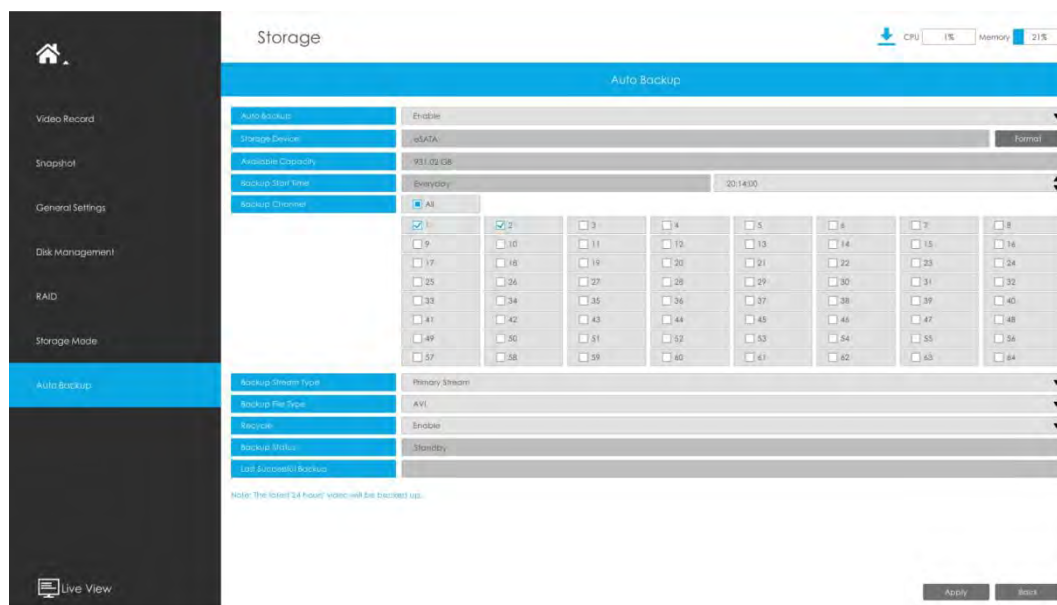 Storage
CPU 1% Memory 21%
Auto Backup
Video Record
Snapshot
General Settings
Disk Management
RAID
Storage Mode
Auto Backup
Live View
Auto Backup Enable
Storage Device eSATA Format
Available Capacity 931.02 GB
Backup Start Time Everyday 20:14:00
Backup Channel All
1 2 3 4 5 6 7 8
9 10 11 12 13 14 15 16
17 18 19 20 21 22 23 24
25 26 27 28 29 30 31 32
33 34 35 36 37 38 39 40
41 42 43 44 45 46 47 48
49 50 51 52 53 54 55 56
57 58 59 60 61 62 63 64
Backup Stream Type Primary Stream
Backup File Type AVI
Recycle Enable
Backup Status Standby
Last Successful Backup
Note: The latest 24 hours' video will be backed up.
Apply Back